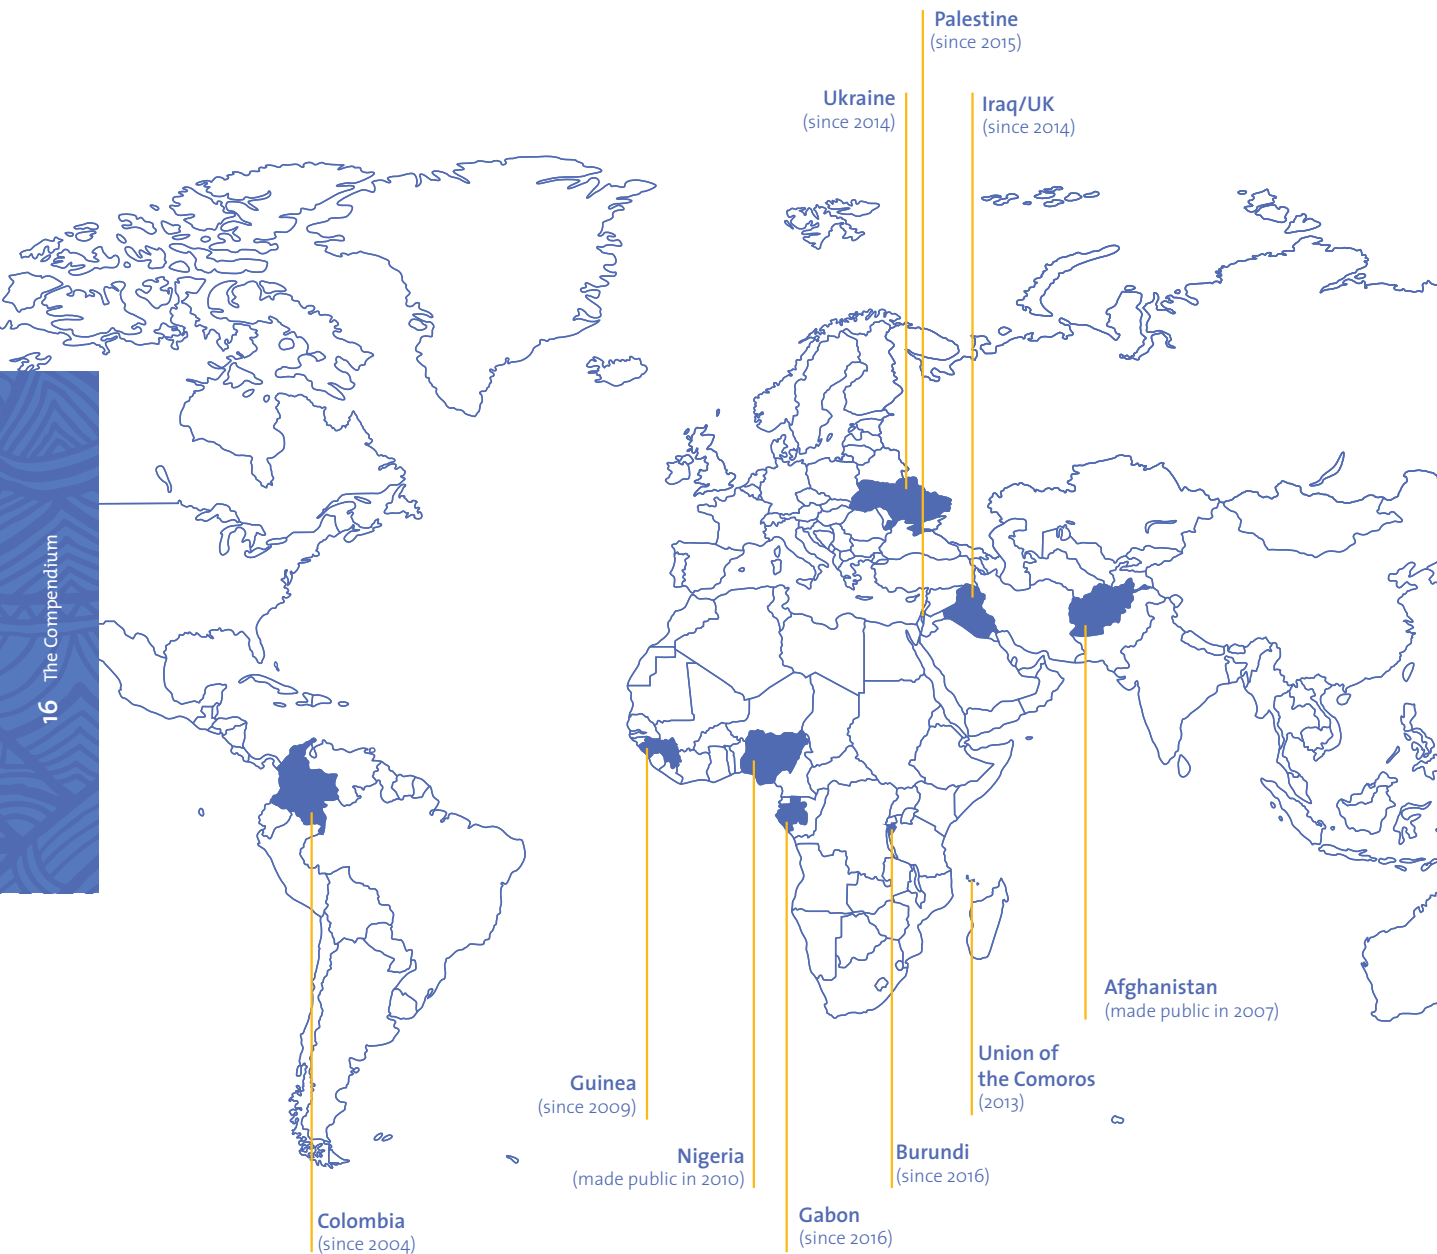 Palestine
(since 2015)
Ukraine
(since 2014)
Iraq/UK
(since 2014)
16 The Compendium
Afghanistan
(made public in 2007)
Union of
the Comoros
(2013)
Guinea
(since 2009)
Nigeria
(made public in 2010)
Burundi
(since 2016)
Gabon
(since 2016)
Colombia
(since 2004)